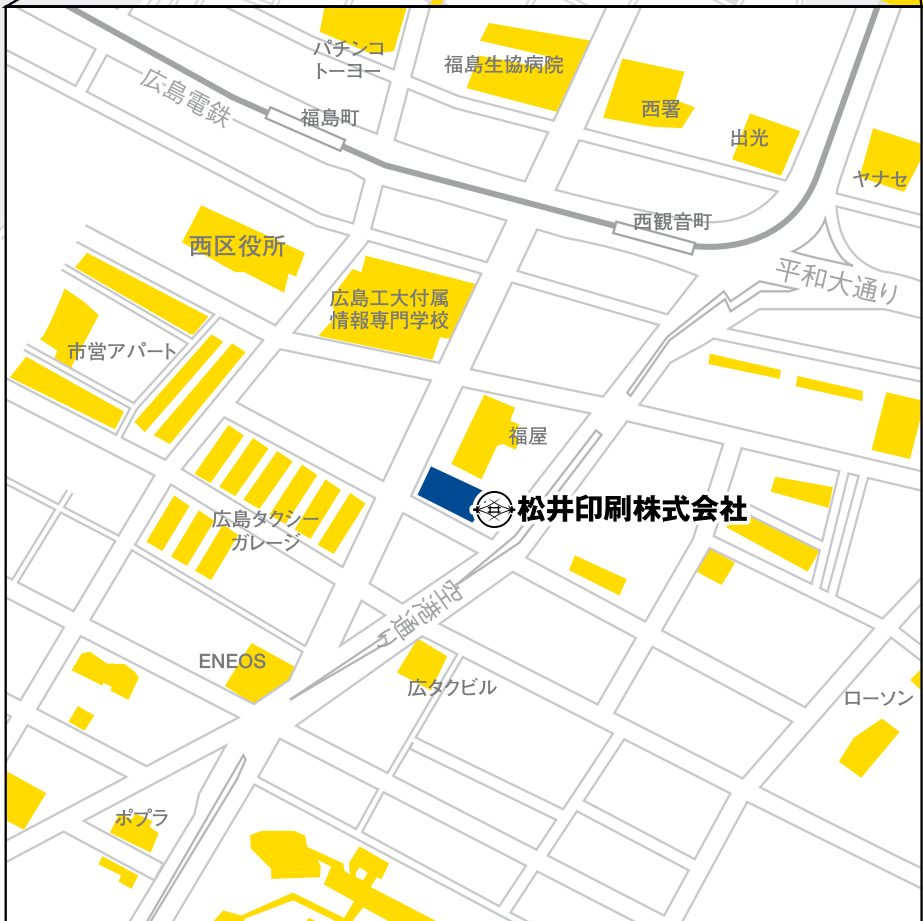 パチンコ
トーヨー
福島生協病院
広島電鉄
福島町
西署
出光
ヤナセ
西観音町
西区役所
平和大通り
広島工大付属
情報専門学校
市営アパート
福屋
松井印刷株式会社
広島タクシー
ガレージ
空港通り
ENEOS
広タクビル
ローソン
ポプラ